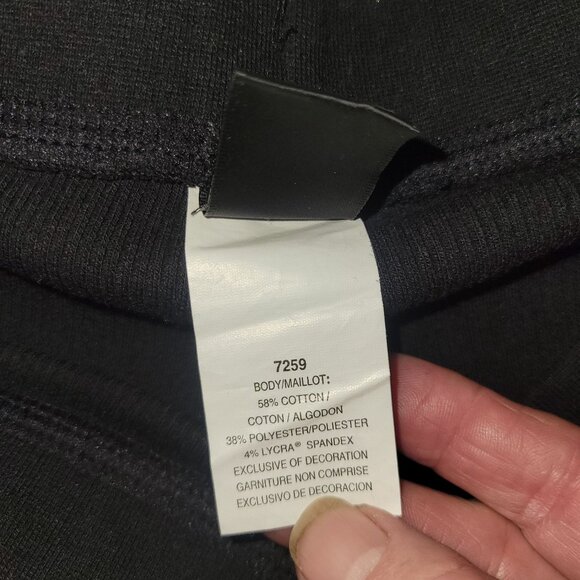 7259
BODY/MAILLOT:
58% COTTON/
COTON/ALGODON
38% POLYESTER/POLIESTER
4% LYCRA® SPANDEX
EXCLUSIVE OF DECORATION
GARNITURE NON COMPRISE
EXCLUSIVO DE DECORACION